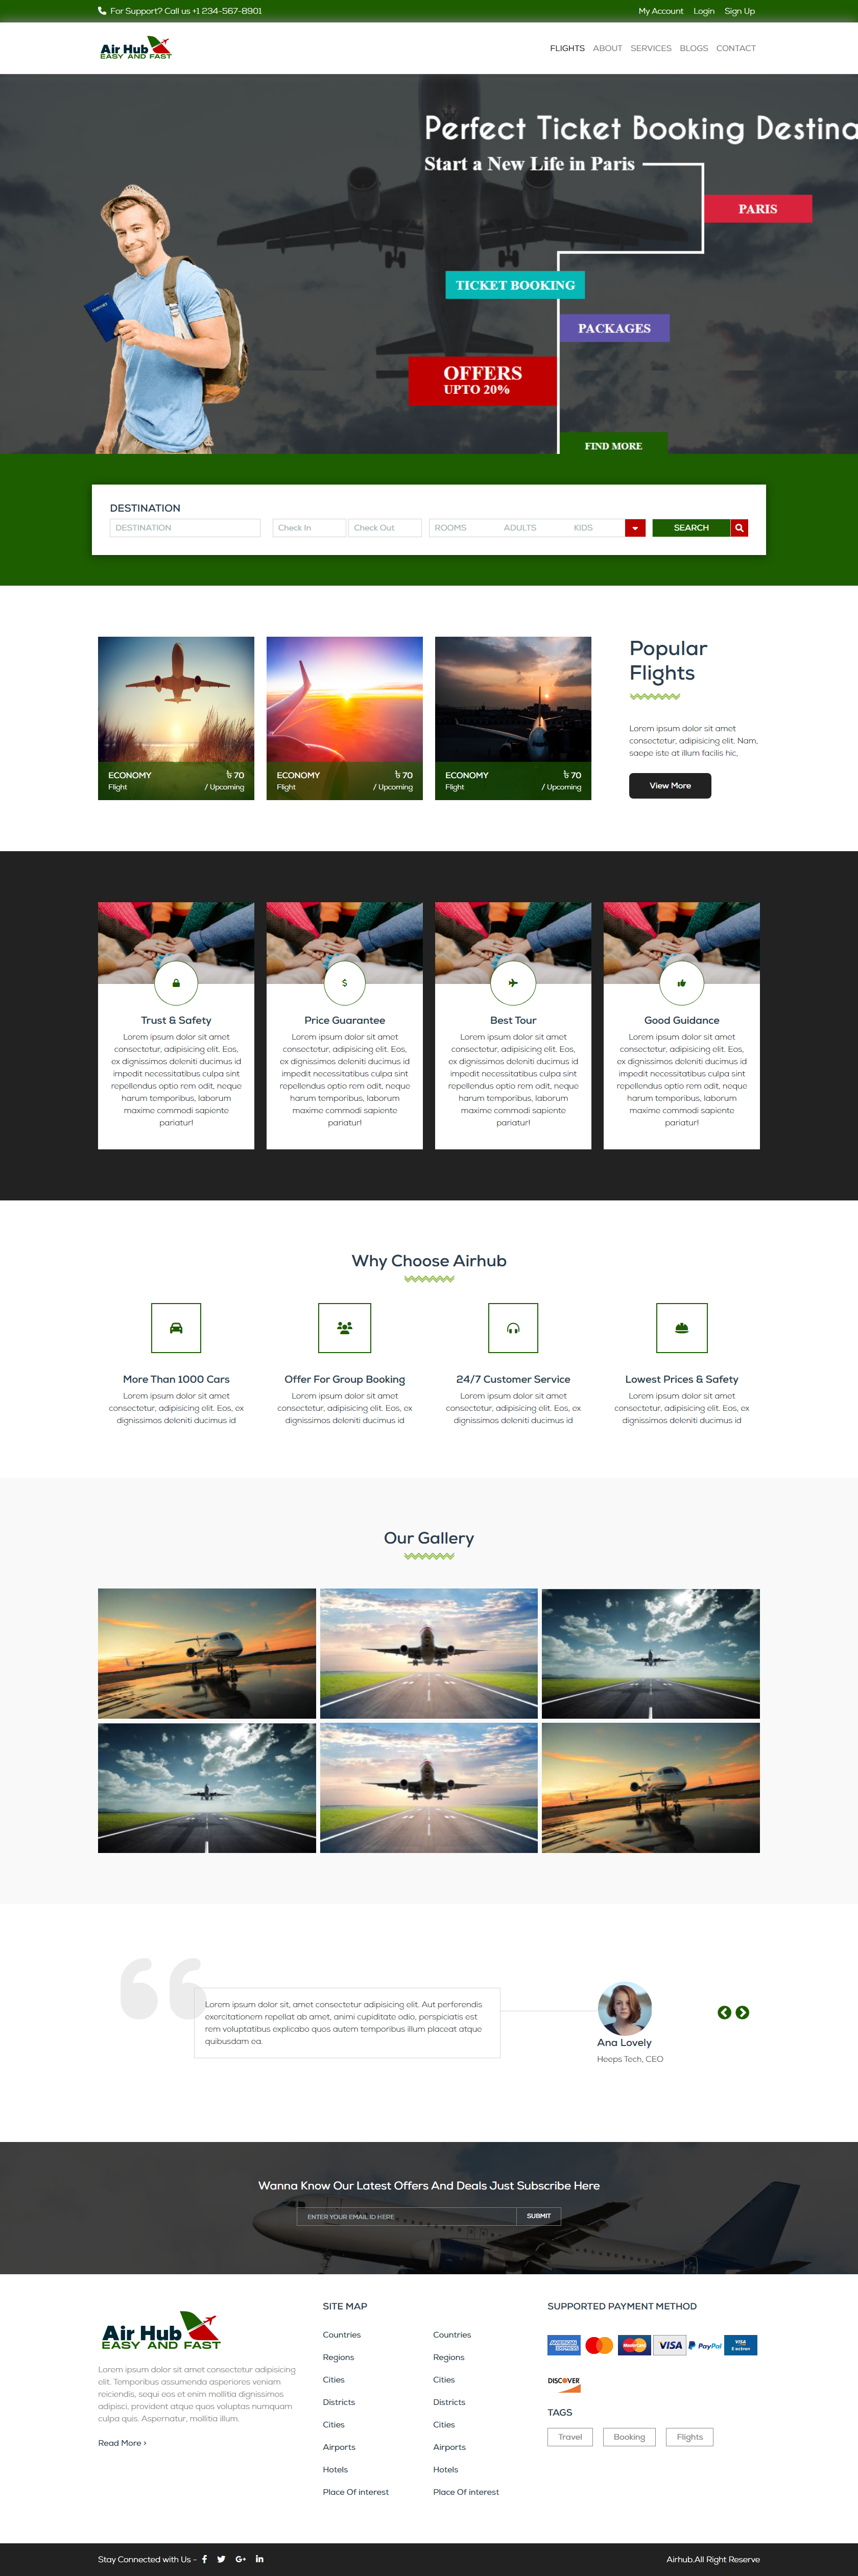 For Support? Call us +1 234-567-8901
My Account Login Sign Up
Air Hub
EASY AND FAST
FLIGHTS ABOUT SERVICES BLOGS CONTACT
Perfect Ticket Booking Destina
Start a New Life in Paris
PARIS
TICKET BOOKING
PACKAGES
OFFERS
UPTO 20%
FIND MORE
DESTINATION
DESTINATION Check In Check Out ROOMS ADULTS KIDS SEARCH
Popular
Flights
Lorem ipsum dolor sit amet
consectetur, adipisicing elit. Nam,
saepe iste at illum facilis hic,
View More
ECONOMY ৳ 70
Flight / Upcoming
ECONOMY ৳ 70
Flight / Upcoming
ECONOMY ৳ 70
Flight / Upcoming
Trust & Safety
Lorem ipsum dolor sit amet
consectetur, adipisicing elit. Eos,
ex dignissimos deleniti ducimus id
impedit necessitatibus culpa sint
repellendus optio rem odit, neque
harum temporibus, laborum
maxime commodi sapiente
pariatur!
Price Guarantee
Lorem ipsum dolor sit amet
consectetur, adipisicing elit. Eos,
ex dignissimos deleniti ducimus id
impedit necessitatibus culpa sint
repellendus optio rem odit, neque
harum temporibus, laborum
maxime commodi sapiente
pariatur!
Best Tour
Lorem ipsum dolor sit amet
consectetur, adipisicing elit. Eos,
ex dignissimos deleniti ducimus id
impedit necessitatibus culpa sint
repellendus optio rem odit, neque
harum temporibus, laborum
maxime commodi sapiente
pariatur!
Good Guidance
Lorem ipsum dolor sit amet
consectetur, adipisicing elit. Eos,
ex dignissimos deleniti ducimus id
impedit necessitatibus culpa sint
repellendus optio rem odit, neque
harum temporibus, laborum
maxime commodi sapiente
pariatur!
Why Choose Airhub
More Than 1000 Cars
Lorem ipsum dolor sit amet
consectetur, adipisicing elit. Eos, ex
dignissimos deleniti ducimus id
Offer For Group Booking
Lorem ipsum dolor sit amet
consectetur, adipisicing elit. Eos, ex
dignissimos deleniti ducimus id
24/7 Customer Service
Lorem ipsum dolor sit amet
consectetur, adipisicing elit. Eos, ex
dignissimos deleniti ducimus id
Lowest Prices & Safety
Lorem ipsum dolor sit amet
consectetur, adipisicing elit. Eos, ex
dignissimos deleniti ducimus id
Our Gallery
Lorem ipsum dolor sit, amet consectetur adipisicing elit. Aut perferendis
exercitationem repellat ab amet, animi cupiditate odio, perspiciatis est
rem voluptatibus explicabo quos autem temporibus illum placeat atque
quibusdam ea.
Ana Lovely
Heeps Tech, CEO
Wanna Know Our Latest Offers And Deals Just Subscribe Here
ENTER YOUR EMAIL ID HERE SUBMIT
Air Hub
EASY AND FAST
Lorem ipsum dolor sit amet consectetur adipisicing
elit. Temporibus assumenda asperiores veniam
reiciendis, sequi eos et enim mollitia dignissimos
adipisci, provident atque quos voluptas numquam
culpa quis. Aspernatur, mollitia illum.
Read More ›
SITE MAP
Countries Countries
Regions Regions
Cities Cities
Districts Districts
Cities Cities
Airports Airports
Hotels Hotels
Place Of interest Place Of interest
SUPPORTED PAYMENT METHOD
AMERICAN EXPRESS MasterCard VISA PayPal VISA Electron
DISCOVER
TAGS
Travel Booking Flights
Stay Connected with Us -
Airhub.All Right Reserve